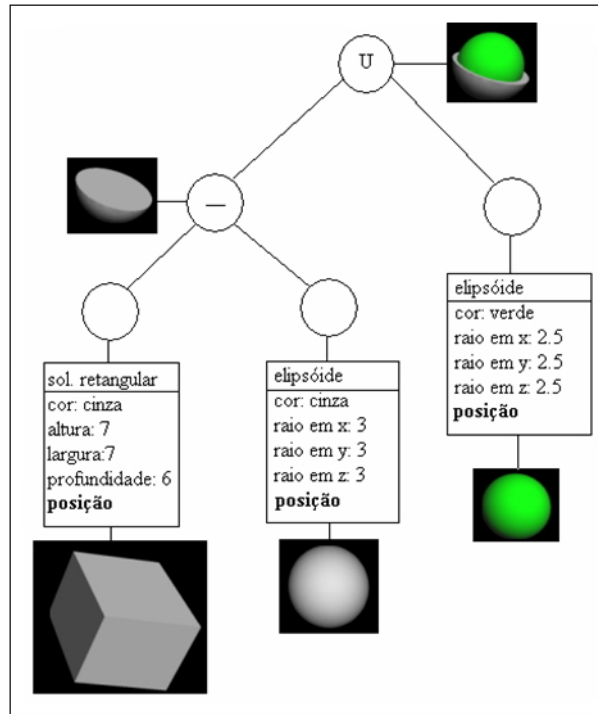 U
—
elipsóide
cor: verde
raio em x: 2.5
raio em y: 2.5
raio em z: 2.5
posição
sol. retangular
cor: cinza
altura: 7
largura:7
profundidade: 6
posição
elipsóide
cor: cinza
raio em x: 3
raio em y: 3
raio em z: 3
posição